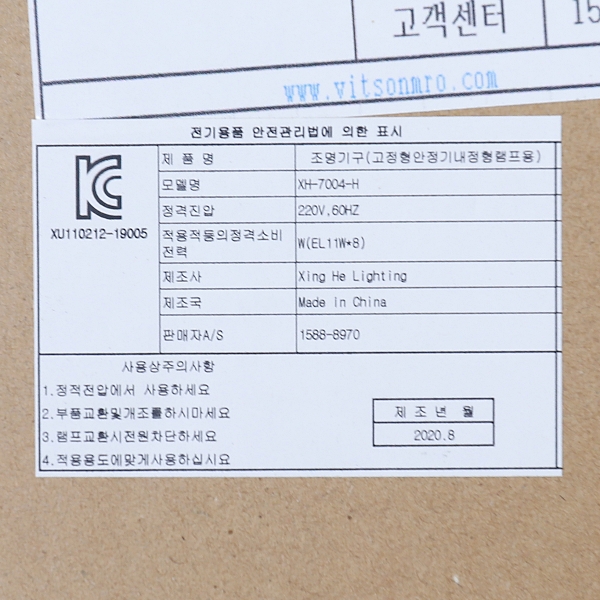 고객센터
15
www.vitsonmro.com
전기용품 안전관리법에 의한 표시
XU110212-19005
제 품 명 조명기구(고정형안정기내정형램프용)
모델명 XH-7004-H
정격진압 220V,60HZ
적용적등의정격소비
전력 W(EL11W*8)
제조사 Xing He Lighting
제조국 Made in China
판매자A/S 1588-8970
사용상주의사항
1.정적전압에서 사용하세요
2.부품교환및개조를하시마세요
3.램프교환시전원차단하세요
4.적용용도에맞게사용하십시요
제 조 년 월
2020.8